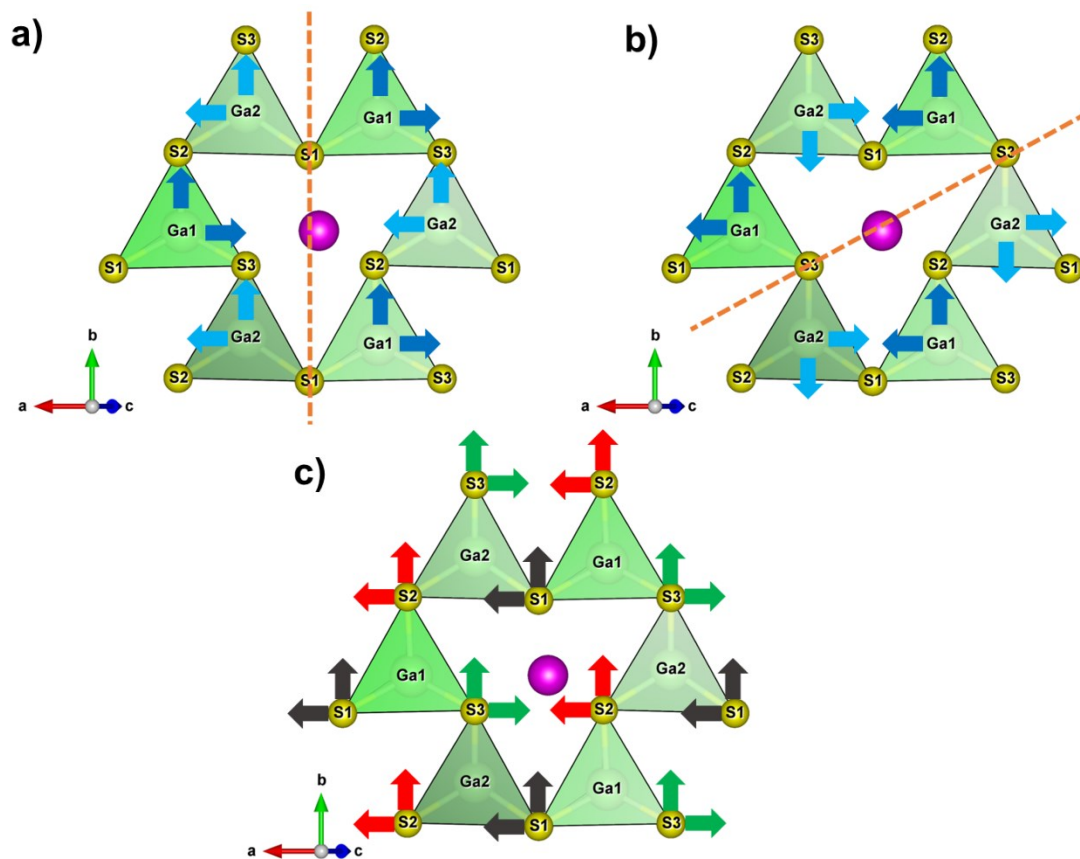 a)
S3 S2
Ga2 Ga1
S2 S1 S3
Ga1 Ga2
S1 S3 S2 S1
Ga2 Ga1
S2 S1 S3
b
a c
b)
S3 S2
Ga2 Ga1
S2 S1 S3
Ga1 Ga2
S1 S3 S2 S1
Ga2 Ga1
S2 S1 S3
b
a c
c)
S3 S2
Ga2 Ga1
S2 S1 S3
Ga1 Ga2
S1 S3 S2 S1
Ga2 Ga1
S2 S1 S3
b
a c